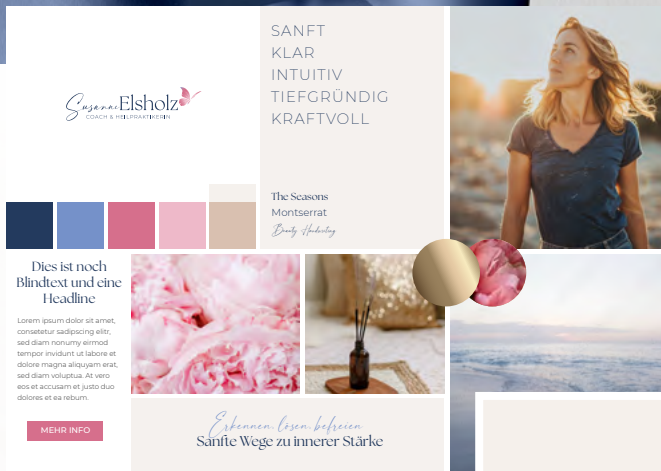 SANFT
KLAR
INTUITIV
TIEFGRÜNDIG
KRAFTVOLL
Susanne Elsholz
COACH & HEILPRAKTIKERIN
The Seasons
Montserrat
Beauty Handwriting
Dies ist noch
Blindtext und eine
Headline
Lorem ipsum dolor sit amet,
consetetur sadipscing elitr,
sed diam nonumy eirmod
tempor invidunt ut labore et
dolore magna aliquyam erat,
sed diam voluptua. At vero
eos et accusam et justo duo
dolores et ea rebum.
MEHR INFO
Erkennen, lösen, befreien
Sanfte Wege zu innerer Stärke